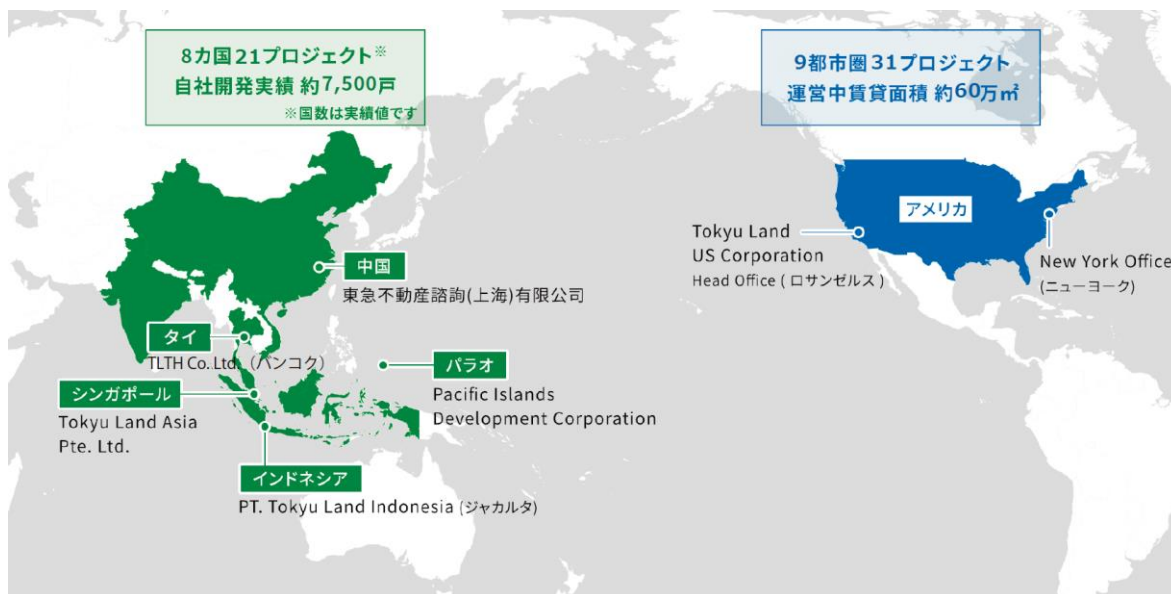 8カ国21プロジェクト※
自社開発実績 約7,500戸
※国数は実績値です
9都市圏31プロジェクト
運営中賃貸面積 約60万㎡
アメリカ
Tokyu Land
US Corporation
Head Office ( ロサンゼルス )
New York Office
(ニューヨーク)
中国
東急不動産諮詢(上海)有限公司
タイ
TLTH Co. Ltd. (バンコク)
パラオ
Pacific Islands
Development Corporation
シンガポール
Tokyu Land Asia
Pte. Ltd.
インドネシア
PT. Tokyu Land Indonesia (ジャカルタ)